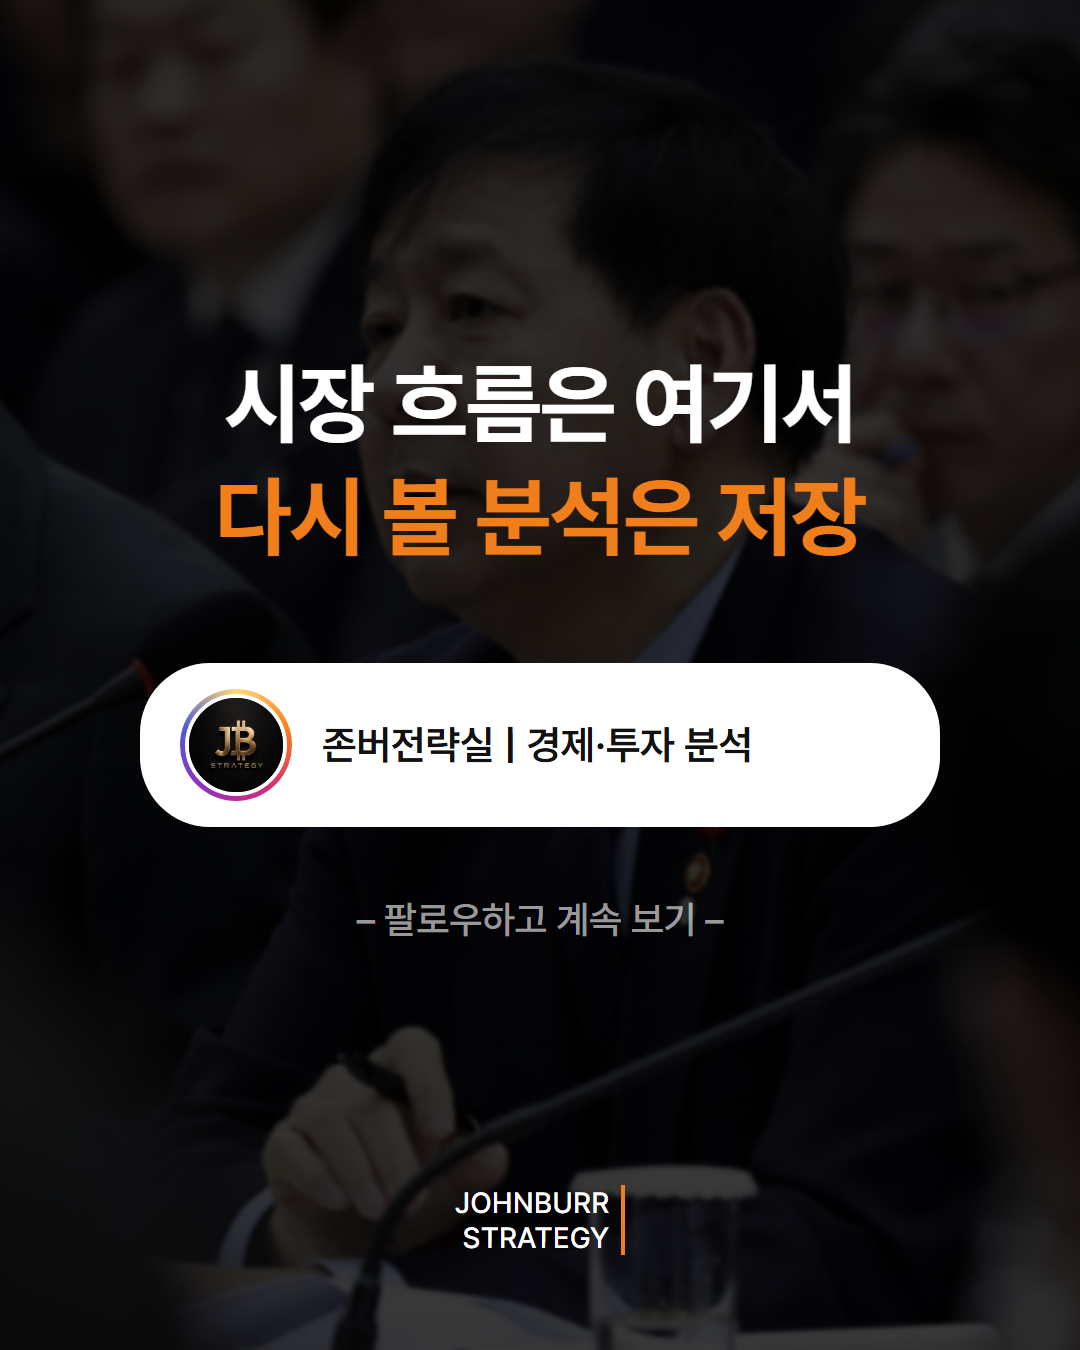 시장 흐름은 여기서
다시 볼 분석은 저장
JB
STRATEGY
존버전략실 | 경제·투자 분석
– 팔로우하고 계속 보기 –
JOHNBURR
STRATEGY